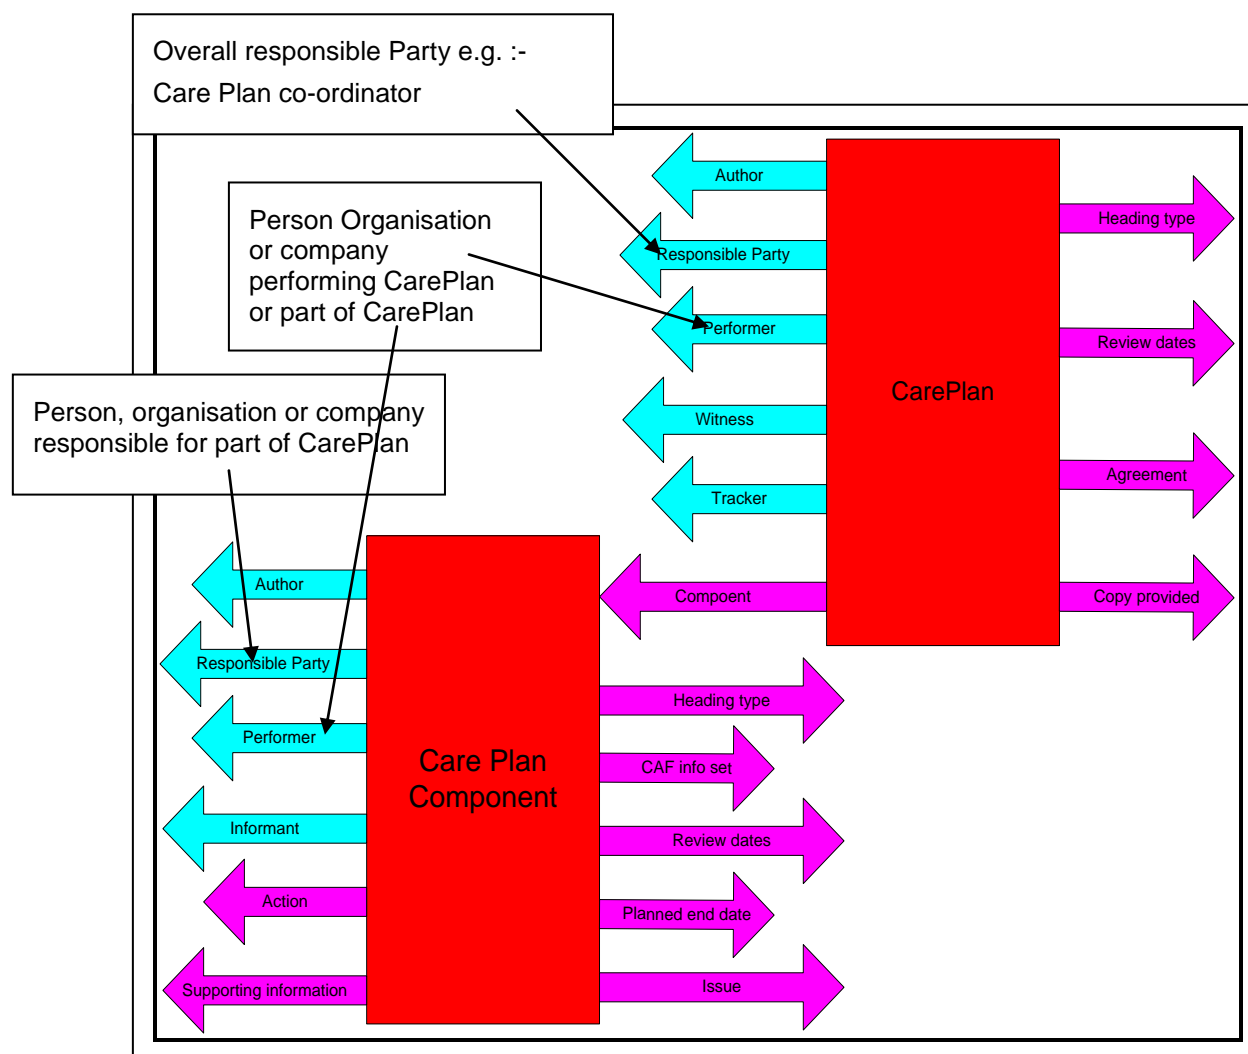 Overall responsible Party e.g. :-
Care Plan co-ordinator
Person Organisation
or company
performing CarePlan
or part of CarePlan
Person, organisation or company
responsible for part of CarePlan
Author
Responsible Party
Performer
Witness
Tracker
Compoent
CarePlan
Heading type
Review dates
Agreement
Copy provided
Author
Responsible Party
Performer
Informant
Action
Supporting information
Care Plan
Component
Heading type
CAF info set
Review dates
Planned end date
Issue